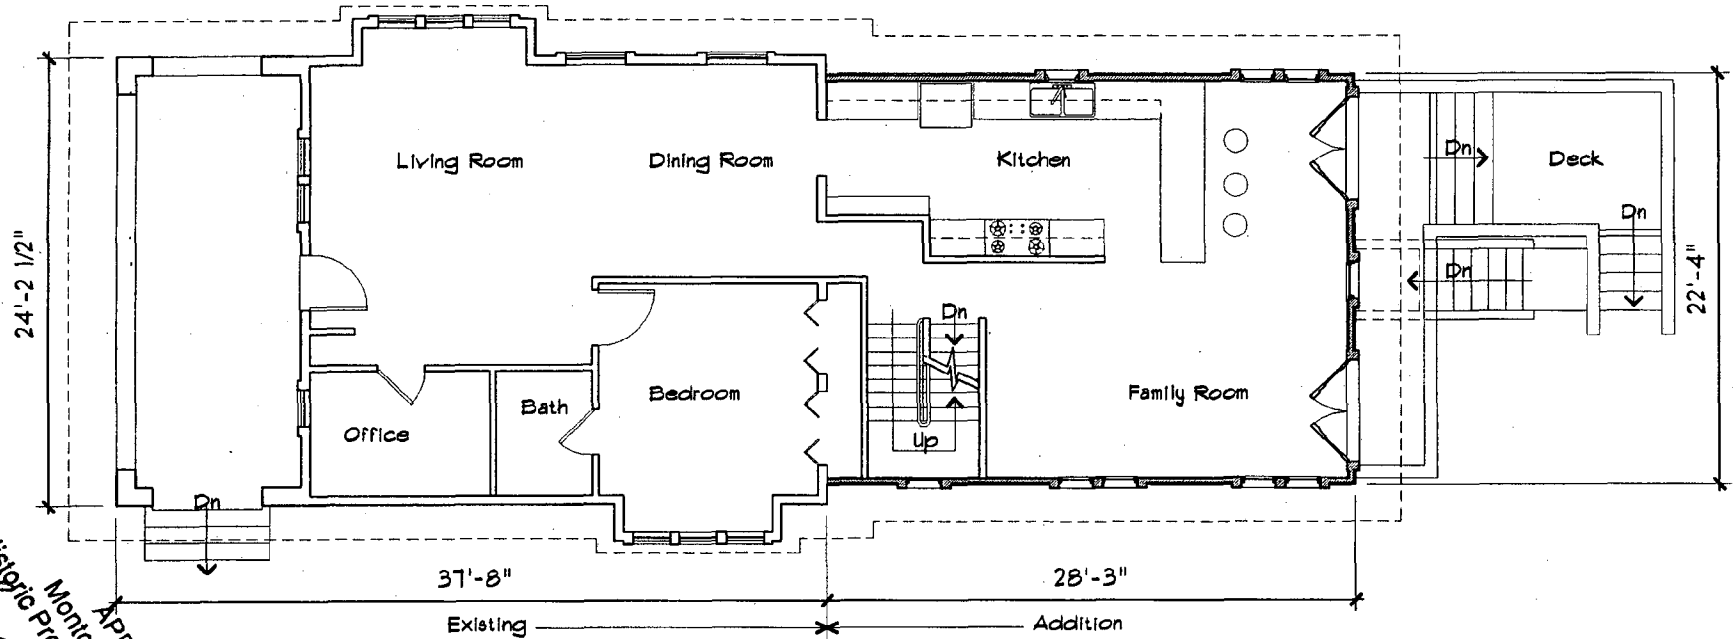 Living Room
Dining Room
Kitchen
Dn
Deck
Dn
24'-2 1/2"
Dn
22'-4"
Dn
Bedroom
Family Room
Bath
Office
Up
Dn
37'-8"
28'-3"
Existing
Addition